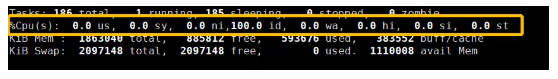 Tasks: 186 total, 1 running, 185 sleeping, 0 stopped, 0 zombie
%Cpu(s): 0.0 us, 0.0 sy, 0.0 ni,100.0 id, 0.0 wa, 0.0 hi, 0.0 si, 0.0 st
KiB Mem : 1863040 total, 885812 free, 593676 used, 383552 buff/cache
KiB Swap: 2097148 total, 2097148 free, 0 used. 1110008 avail Mem